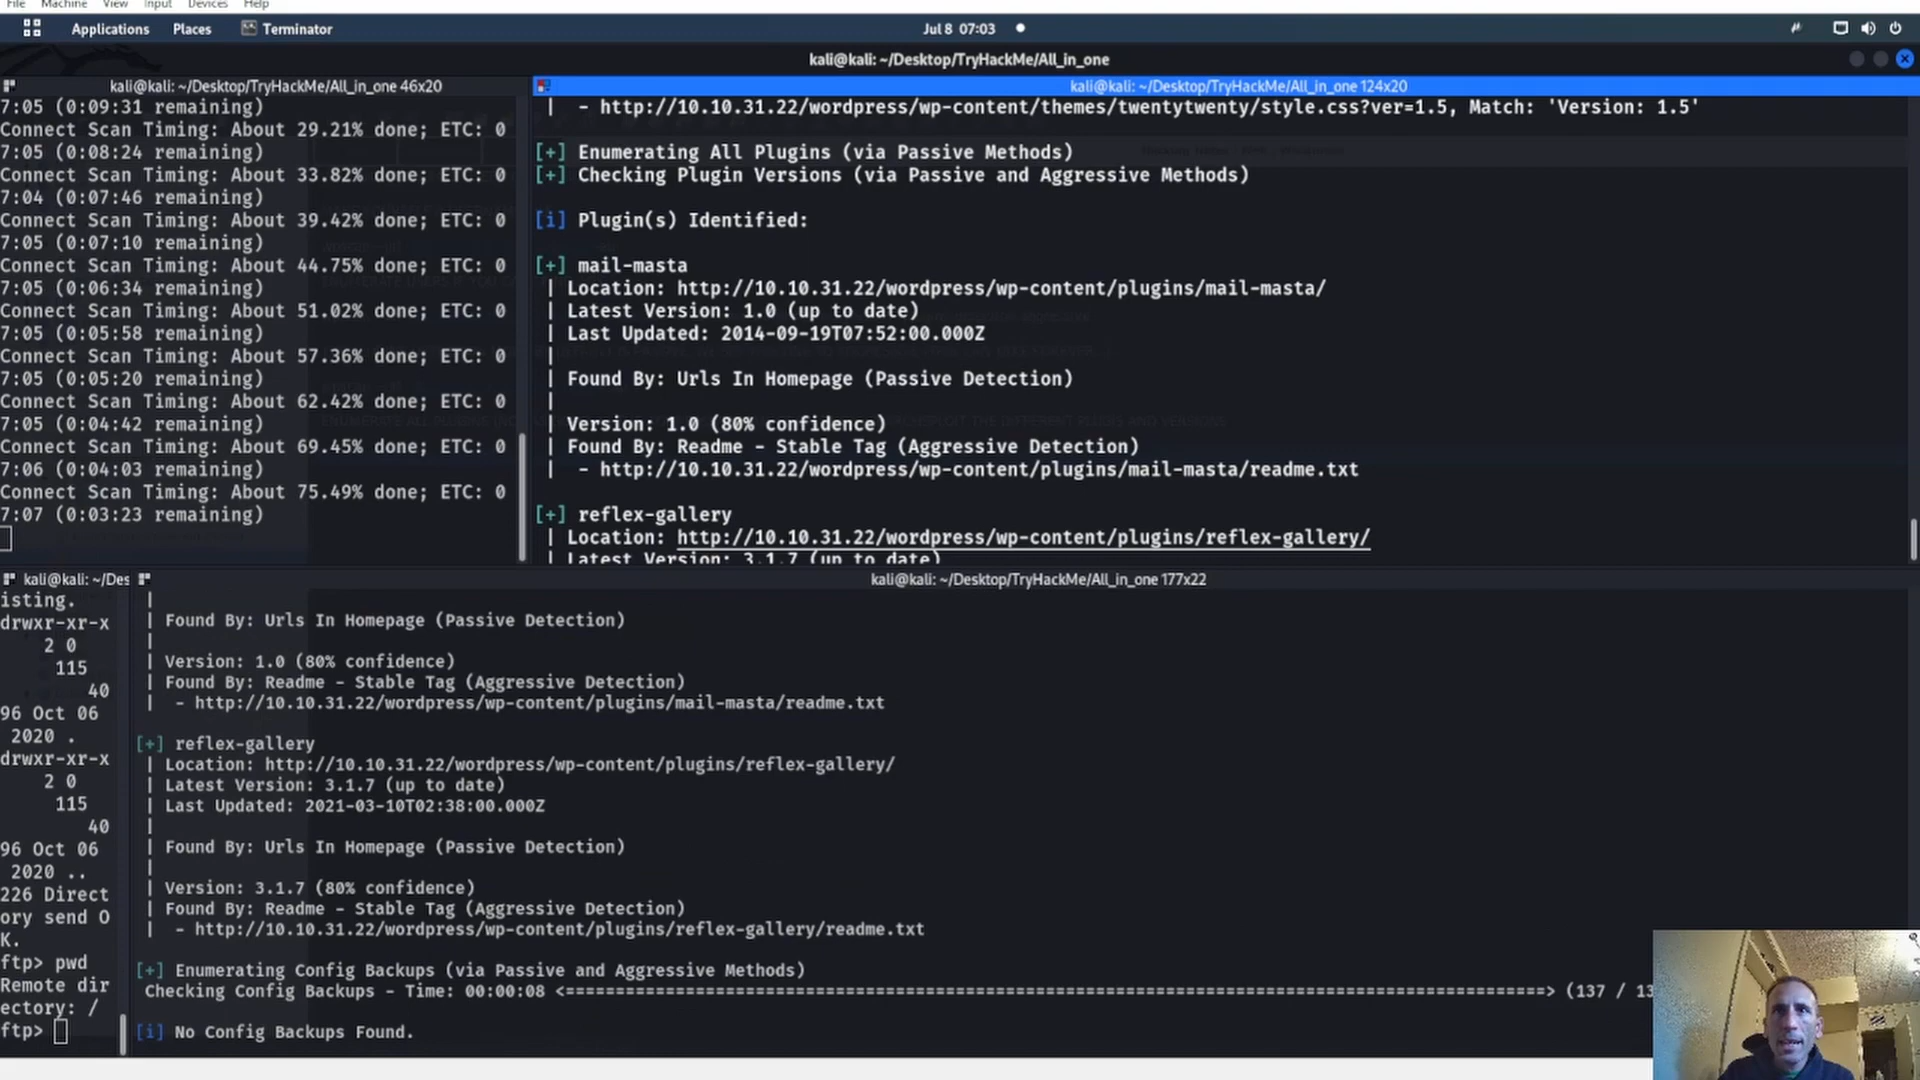 File Machine View Input Devices Help
Applications Places Terminator Jul 8 07:03
kali@kali: ~/Desktop/TryHackMe/All_in_one
kali@kali: ~/Desktop/TryHackMe/All_in_one 46x20
7:05 (0:09:31 remaining)
Connect Scan Timing: About 29.21% done; ETC: 0
7:05 (0:08:24 remaining)
Connect Scan Timing: About 33.82% done; ETC: 0
7:04 (0:07:46 remaining)
Connect Scan Timing: About 39.42% done; ETC: 0
7:05 (0:07:10 remaining)
Connect Scan Timing: About 44.75% done; ETC: 0
7:05 (0:06:34 remaining)
Connect Scan Timing: About 51.02% done; ETC: 0
7:05 (0:05:58 remaining)
Connect Scan Timing: About 57.36% done; ETC: 0
7:05 (0:05:20 remaining)
Connect Scan Timing: About 62.42% done; ETC: 0
7:05 (0:04:42 remaining)
Connect Scan Timing: About 69.45% done; ETC: 0
7:06 (0:04:03 remaining)
Connect Scan Timing: About 75.49% done; ETC: 0
7:07 (0:03:23 remaining)
kali@kali: ~/Desktop/TryHackMe/All_in_one 124x20
|  - http://10.10.31.22/wordpress/wp-content/themes/twentytwenty/style.css?ver=1.5, Match: 'Version: 1.5'
[+] Enumerating All Plugins (via Passive Methods)
[+] Checking Plugin Versions (via Passive and Aggressive Methods)
[i] Plugin(s) Identified:
[+] mail-masta
| Location: http://10.10.31.22/wordpress/wp-content/plugins/mail-masta/
| Latest Version: 1.0 (up to date)
| Last Updated: 2014-09-19T07:52:00.000Z
|
| Found By: Urls In Homepage (Passive Detection)
|
| Version: 1.0 (80% confidence)
| Found By: Readme - Stable Tag (Aggressive Detection)
|  - http://10.10.31.22/wordpress/wp-content/plugins/mail-masta/readme.txt
[+] reflex-gallery
| Location: http://10.10.31.22/wordpress/wp-content/plugins/reflex-gallery/
| Latest Version: 3.1.7 (up to date)
kali@kali: ~/Des
isting.
drwxr-xr-x
2 0
115
40
96 Oct 06
2020 .
drwxr-xr-x
2 0
115
40
96 Oct 06
2020 ..
226 Direct
ory send O
K.
ftp> pwd
Remote dir
ectory: /
ftp>
kali@kali: ~/Desktop/TryHackMe/All_in_one 177x22
|
| Found By: Urls In Homepage (Passive Detection)
|
| Version: 1.0 (80% confidence)
| Found By: Readme - Stable Tag (Aggressive Detection)
|  - http://10.10.31.22/wordpress/wp-content/plugins/mail-masta/readme.txt
[+] reflex-gallery
| Location: http://10.10.31.22/wordpress/wp-content/plugins/reflex-gallery/
| Latest Version: 3.1.7 (up to date)
| Last Updated: 2021-03-10T02:38:00.000Z
|
| Found By: Urls In Homepage (Passive Detection)
|
| Version: 3.1.7 (80% confidence)
| Found By: Readme - Stable Tag (Aggressive Detection)
|  - http://10.10.31.22/wordpress/wp-content/plugins/reflex-gallery/readme.txt
[+] Enumerating Config Backups (via Passive and Aggressive Methods)
Checking Config Backups - Time: 00:00:08 <==================================================================================================> (137 / 13
[i] No Config Backups Found.